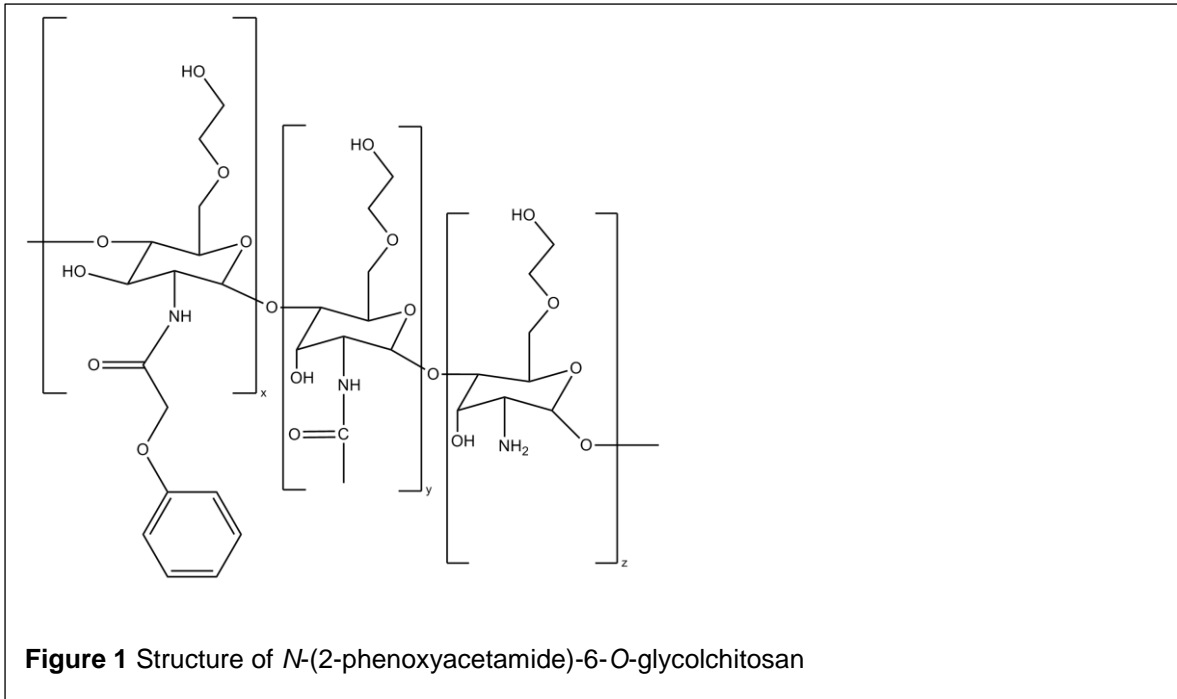 HO
HO
HO
O
O
O
O
O
O
HO
O
O
O
NH
O
O
O
OH
NH
x
O
C
OH
NH₂
O
O
y
z
Figure 1 Structure of N-(2-phenoxyacetamide)-6-O-glycolchitosan